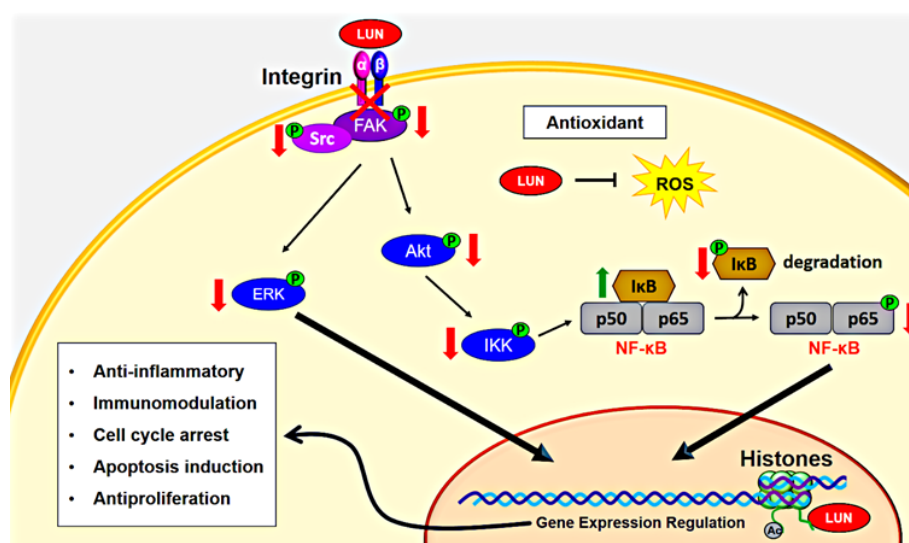 LUN
α β
Integrin
P P
Src FAK
Antioxidant
LUN ROS
Akt P
P IκB degradation
ERK P
IκB
p50 p65
p50 p65 P
IKK P
NF-κB NF-κB
• Anti-inflammatory
• Immunomodulation
• Cell cycle arrest
• Apoptosis induction
• Antiproliferation
Histones
LUN
Ac
Gene Expression Regulation